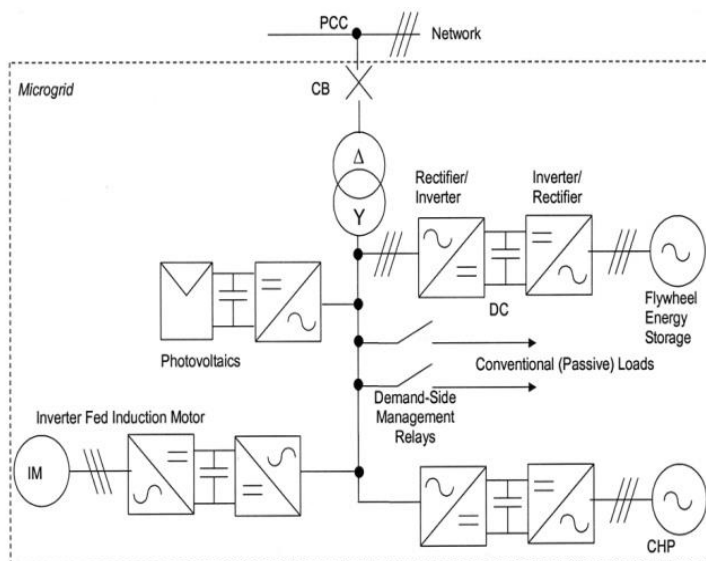 PCC
Network
Microgrid
CB
Δ
Y
Rectifier/
Inverter
Inverter/
Rectifier
DC
Flywheel
Energy
Storage
Photovoltaics
Conventional (Passive) Loads
Demand-Side
Management
Relays
Inverter Fed Induction Motor
IM
CHP